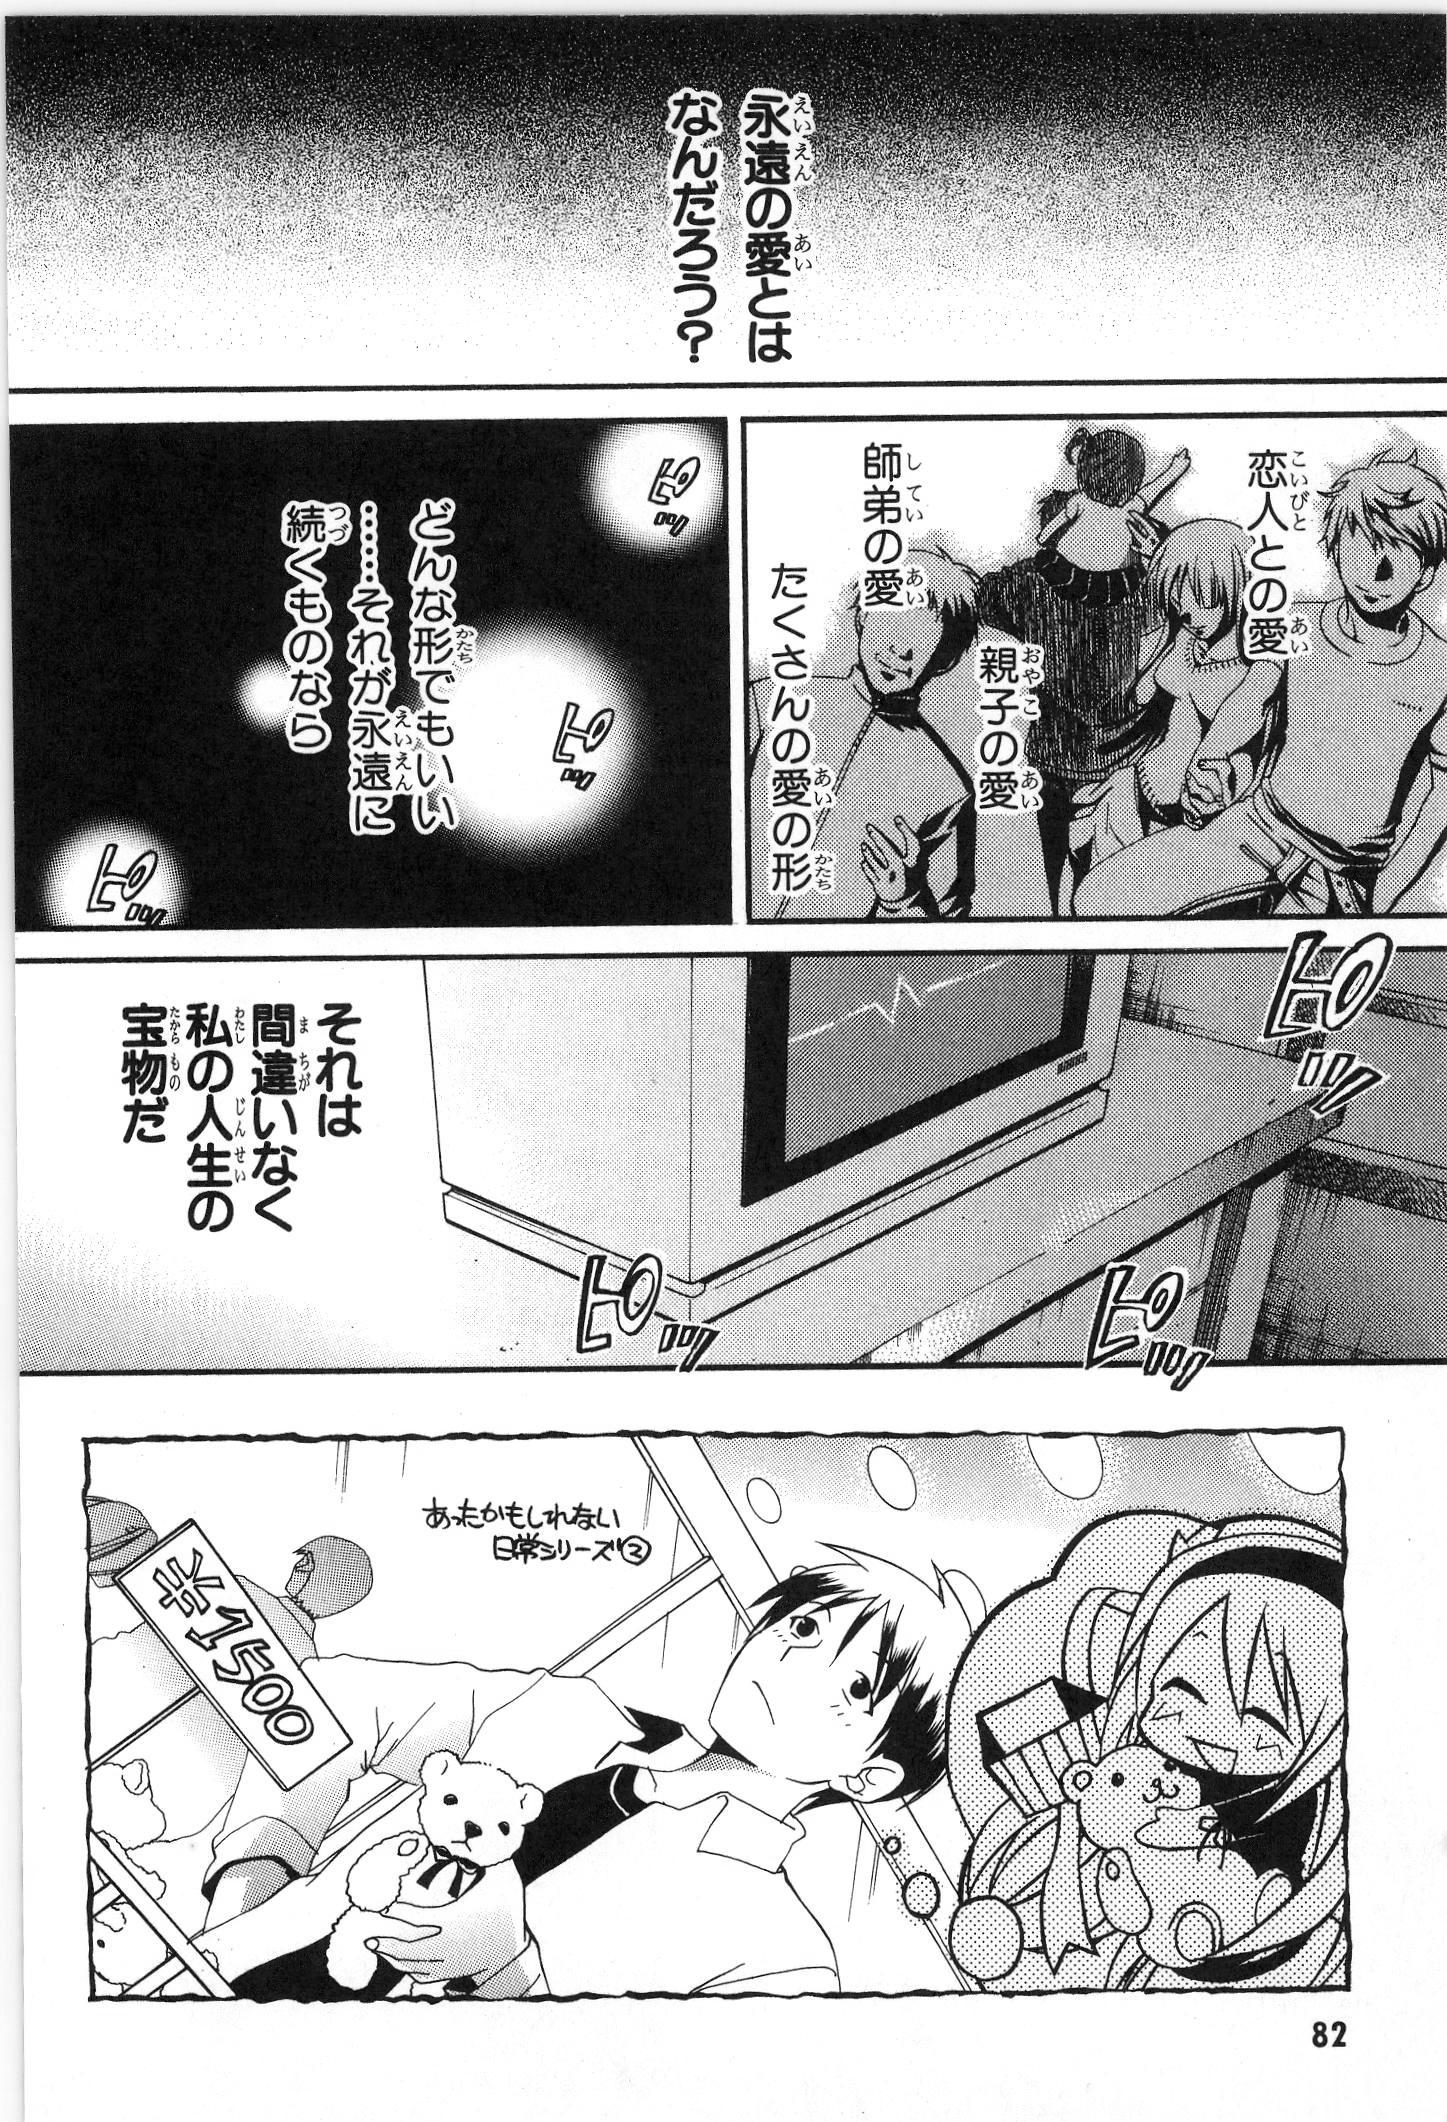 永遠の愛とは
なんだろう?
恋人との愛
親子の愛
師弟の愛
たくさんの愛の形
ピッ
ピッ
ピッ
どんな形でもいい
……それが永遠に
続くものなら
ピッ
ピッ
ピッ
それは
間違いなく
私の人生の
宝物だ
あったかもしれない
日常シリーズ②
¥1500
82